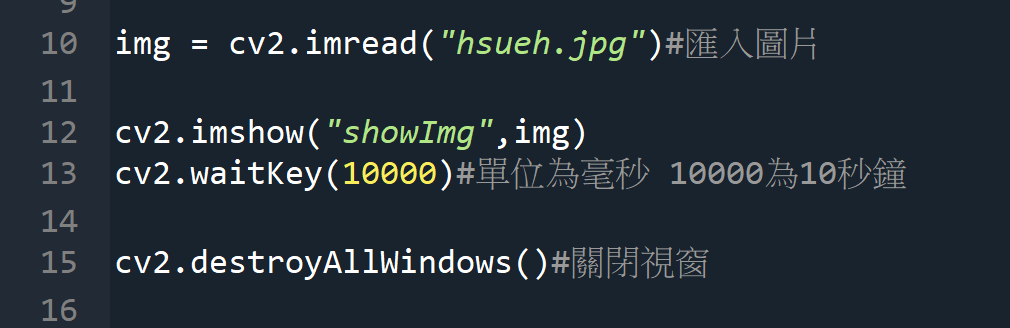 9
10 img = cv2.imread("hsueh.jpg")#匯入圖片
11
12 cv2.imshow("showImg",img)
13 cv2.waitKey(10000)#單位為毫秒 10000為10秒鐘
14
15 cv2.destroyAllWindows()#關閉視窗
16